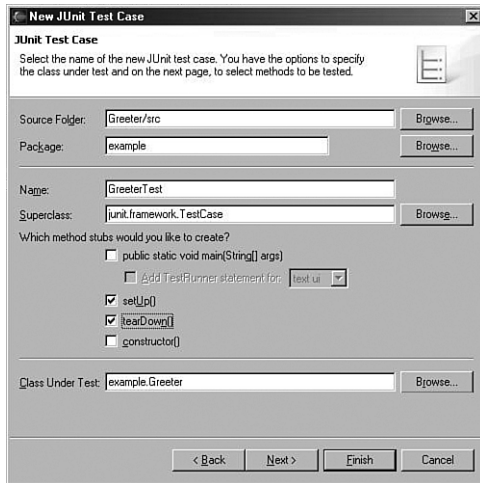 New JUnit Test Case
JUnit Test Case
Select the name of the new JUnit test case. You have the options to specify
the class under test and on the next page, to select methods to be tested.
Source Folder: Greeter/src Browse...
Package: example Browse...
Name: GreeterTest
Superclass: junit.framework.TestCase Browse...
Which method stubs would you like to create?
public static void main(String[] args)
Add TestRunner statement for: text ui
setUp()
tearDown()
constructor()
Class Under Test: example.Greeter Browse...
< Back Next > Finish Cancel